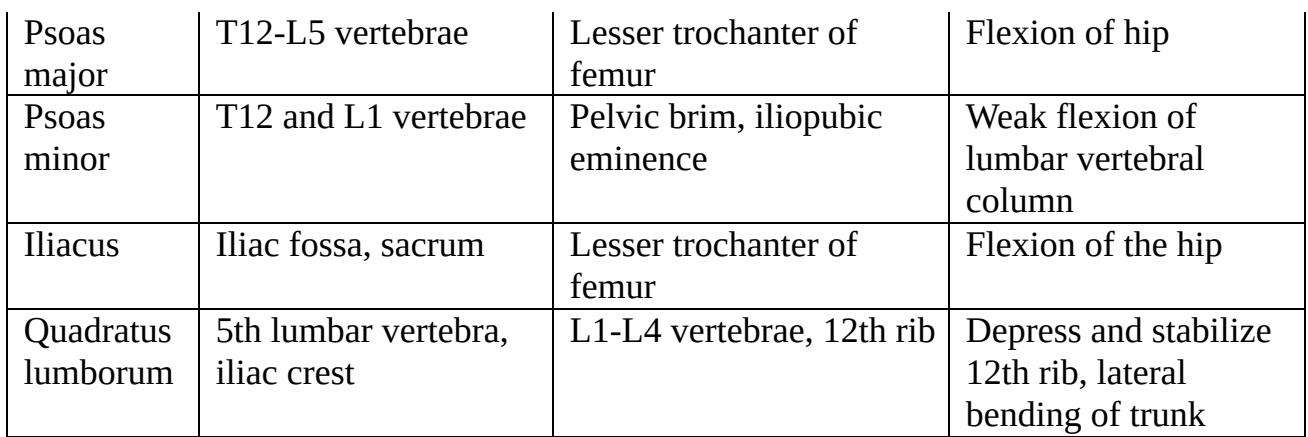 Psoas major | T12-L5 vertebrae | Lesser trochanter of femur | Flexion of hip
Psoas minor | T12 and L1 vertebrae | Pelvic brim, iliopubic eminence | Weak flexion of lumbar vertebral column
Iliacus | Iliac fossa, sacrum | Lesser trochanter of femur | Flexion of the hip
Quadratus lumborum | 5th lumbar vertebra, iliac crest | L1-L4 vertebrae, 12th rib | Depress and stabilize 12th rib, lateral bending of trunk